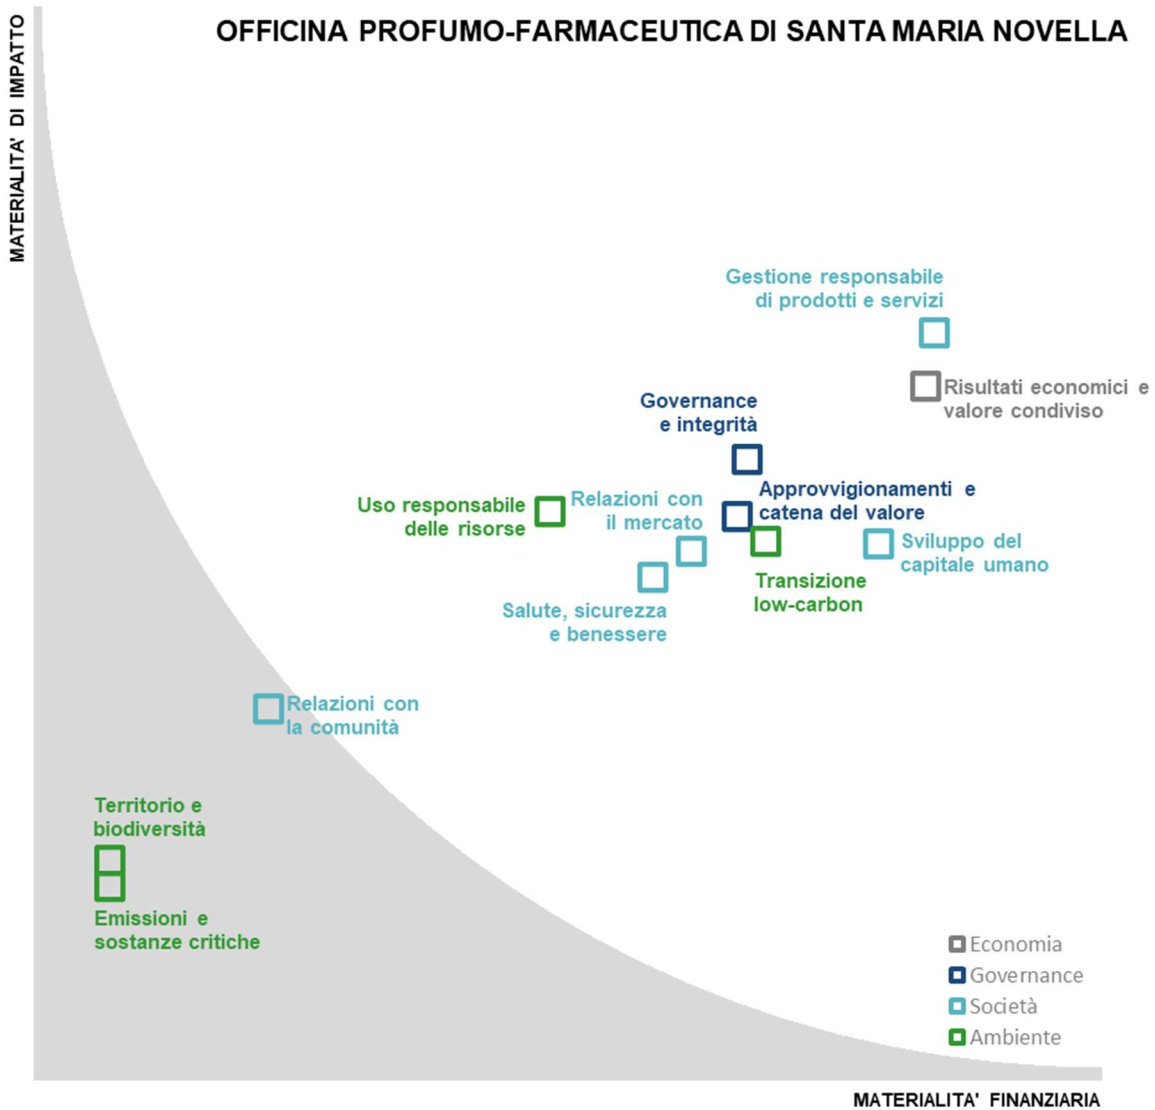 OFFICINA PROFUMO-FARMACEUTICA DI SANTA MARIA NOVELLA
MATERIALITA' DI IMPATTO
Gestione responsabile
di prodotti e servizi
Risultati economici e
valore condiviso
Governance
e integrità
Approvvigionamenti e
catena del valore
Uso responsabile
delle risorse
Relazioni con
il mercato
Sviluppo del
capitale umano
Transizione
low-carbon
Salute, sicurezza
e benessere
Relazioni con
la comunità
Territorio e
biodiversità
Emissioni e
sostanze critiche
Economia
Governance
Società
Ambiente
MATERIALITA' FINANZIARIA